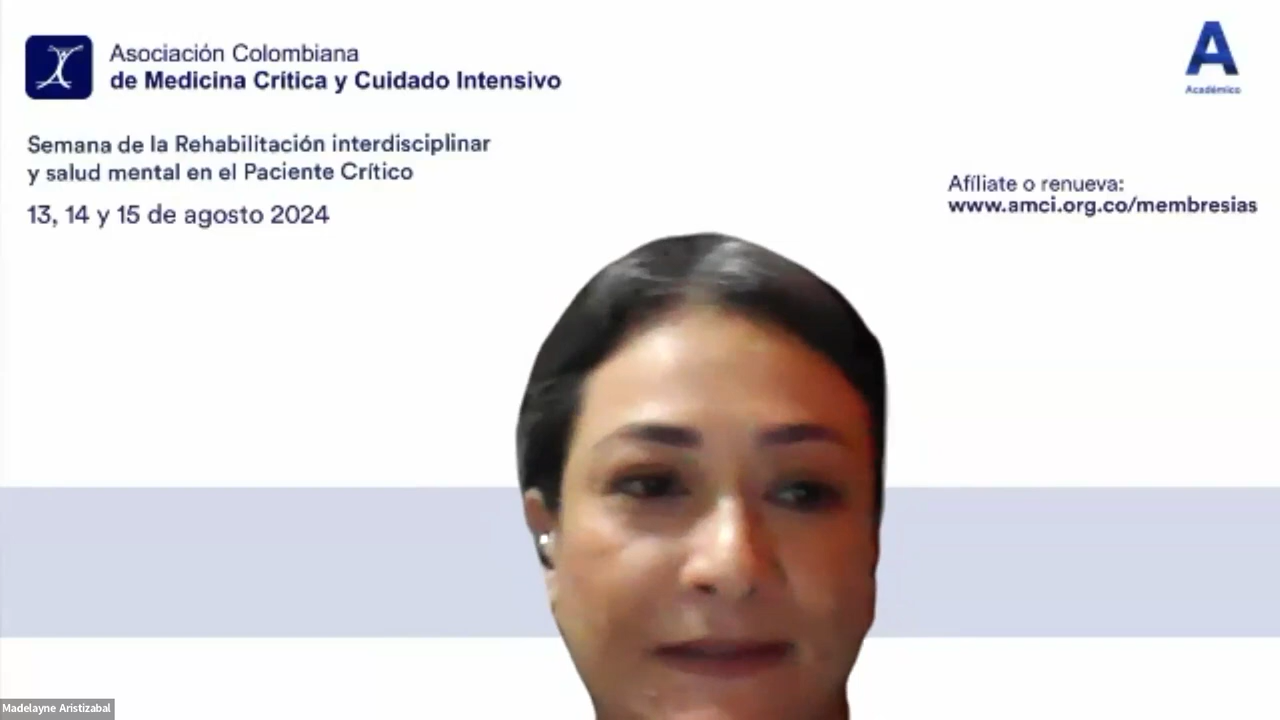 Asociación Colombiana
de Medicina Crítica y Cuidado Intensivo
A
Académico
Semana de la Rehabilitación interdisciplinar
y salud mental en el Paciente Crítico
13, 14 y 15 de agosto 2024
Afíliate o renueva:
www.amci.org.co/membresias
Madelayne Aristizabal